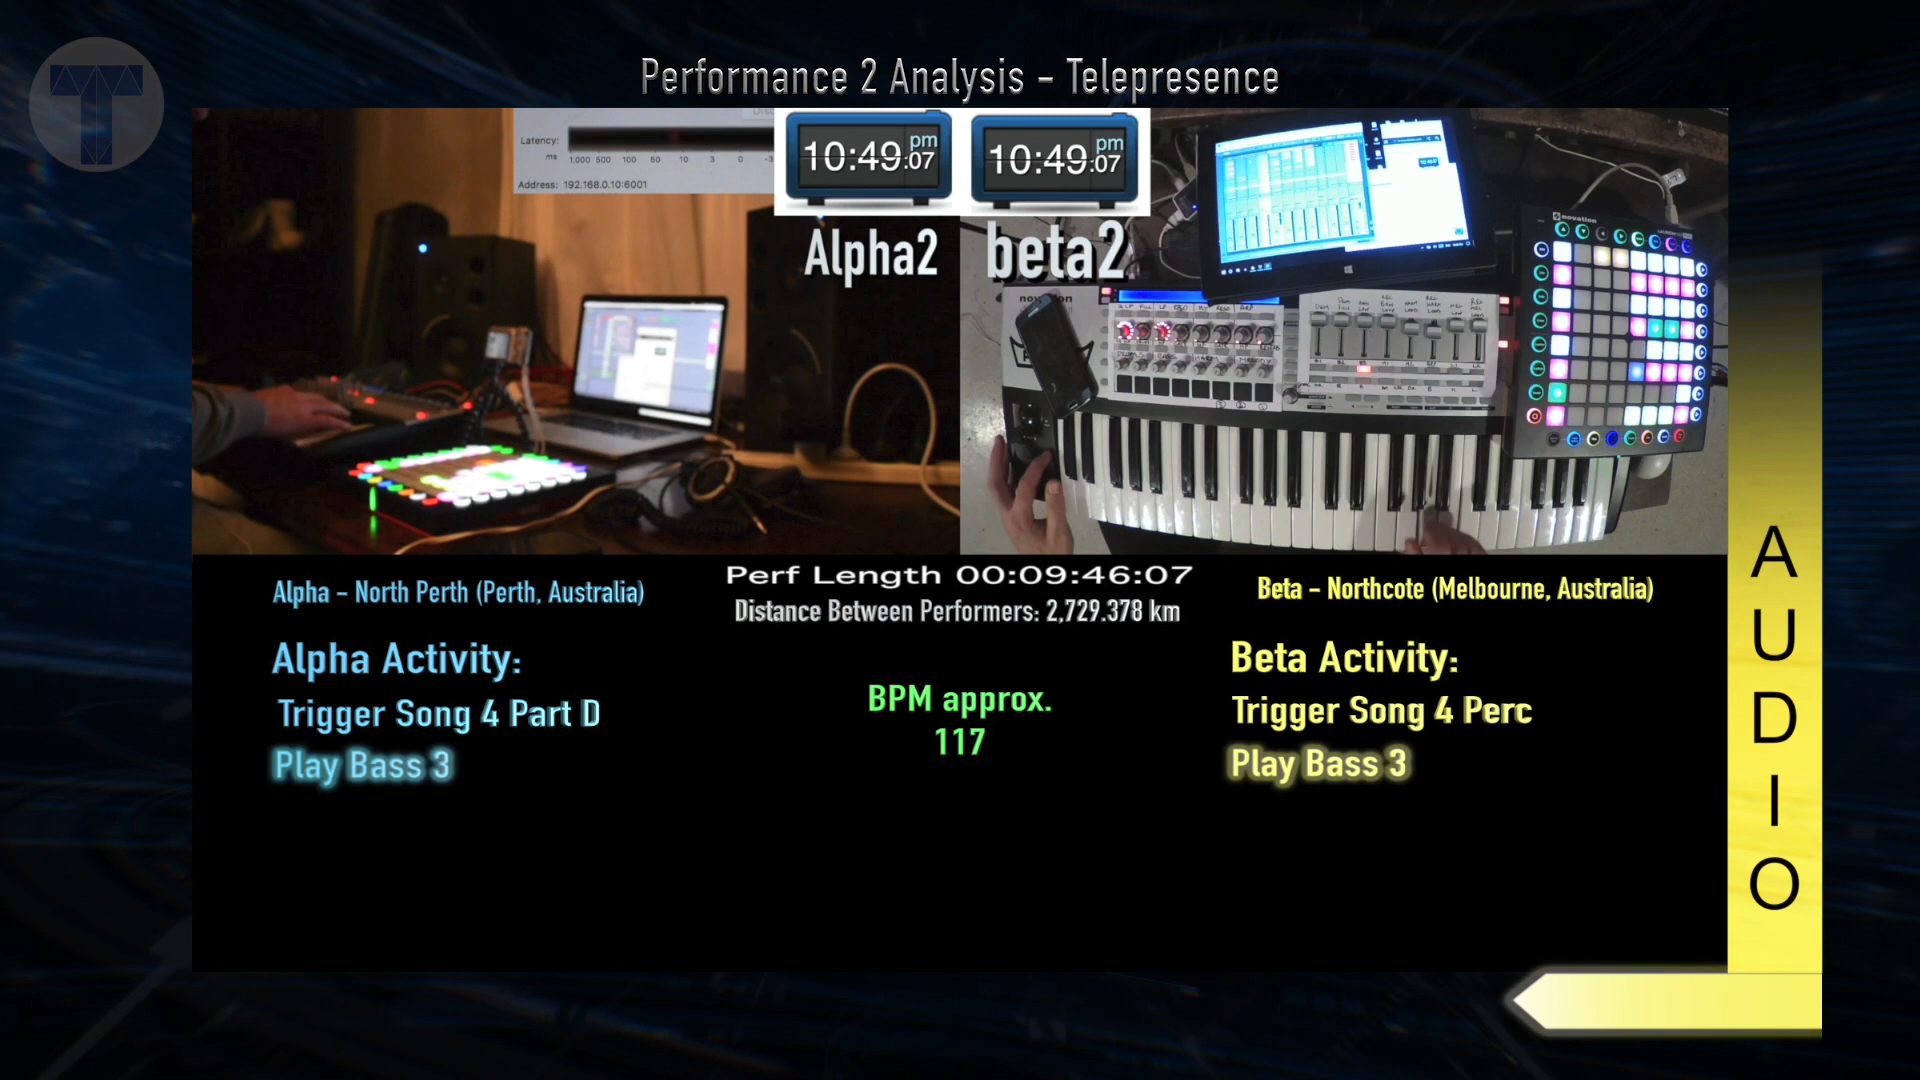 Performance 2 Analysis - Telepresence
Latency:
ms 1,000 500 100 50 10 3 0 -3
Address: 192.168.0.10:6001
10:49:07 pm
10:49:07 pm
Alpha2
beta2
novation
novation
Perf Length 00:09:46:07
Distance Between Performers: 2,729.378 km
Alpha - North Perth (Perth, Australia)
Beta - Northcote (Melbourne, Australia)
Alpha Activity:
Trigger Song 4 Part D
Play Bass 3
BPM approx.
117
Beta Activity:
Trigger Song 4 Perc
Play Bass 3
AUDIO